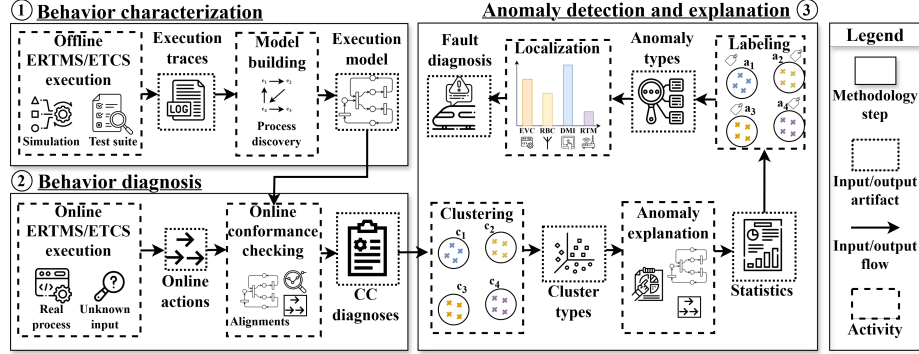 ① Behavior characterization
Offline
ERTMS/ETCS
execution
Simulation
Test suite
Execution
traces
LOG
Model
building
e₁
e₂
e₄
e₃
Process
discovery
Execution
model
② Behavior diagnosis
Online
ERTMS/ETCS
execution
Real
process
Unknown
input
Online
actions
Online
conformance
checking
Alignments
CC
diagnoses
Anomaly detection and explanation ③
Fault
diagnosis
Localization
EVC RBC DMI RTM
Anomaly
types
Labeling
a₁
a₂
a₃
a₄
Clustering
c₁
c₂
c₃
c₄
Cluster
types
Anomaly
explanation
Statistics
Legend
Methodology
step
Input/output
artifact
Input/output
flow
Activity